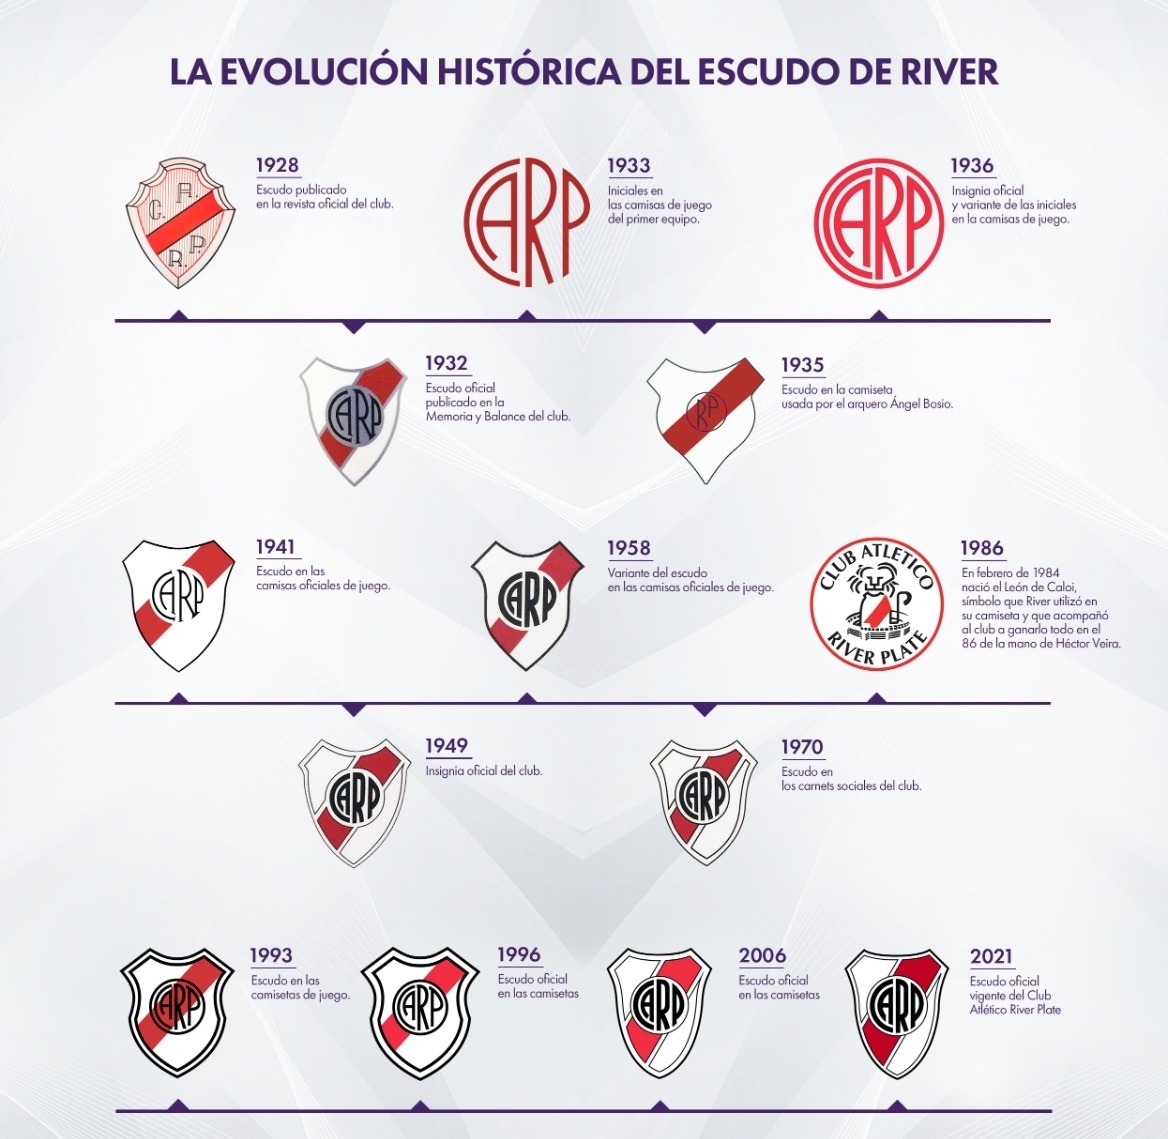 LA EVOLUCIÓN HISTÓRICA DEL ESCUDO DE RIVER
C. A. R. P.
1928
Escudo publicado
en la revista oficial del club.
CARP
1933
Iniciales en
las camisas de juego
del primer equipo.
CARP
1936
Insignia oficial
y variante de las iniciales
en la camisas de juego.
CARP
1932
Escudo oficial
publicado en la
Memoria y Balance del club.
RP
1935
Escudo en la camiseta
usada por el arquero Ángel Bosio.
CARP
1941
Escudo en las
camisas oficiales de juego.
CARP
1958
Variante del escudo
en las camisas oficiales de juego.
CLUB ATLETICO
RIVER PLATE
1986
En febrero de 1984
nació el León de Caloi,
símbolo que River utilizó en
su camiseta y que acompañó
al club a ganarlo todo en el
86 de la mano de Héctor Veira.
CARP
1949
Insignia oficial del club.
CARP
1970
Escudo en
los carnets sociales del club.
CARP
1993
Escudo en las
camisetas de juego.
CARP
1996
Escudo oficial
en las camisetas
CARP
2006
Escudo oficial
en las camisetas
CARP
2021
Escudo oficial
vigente del Club
Atlético River Plate